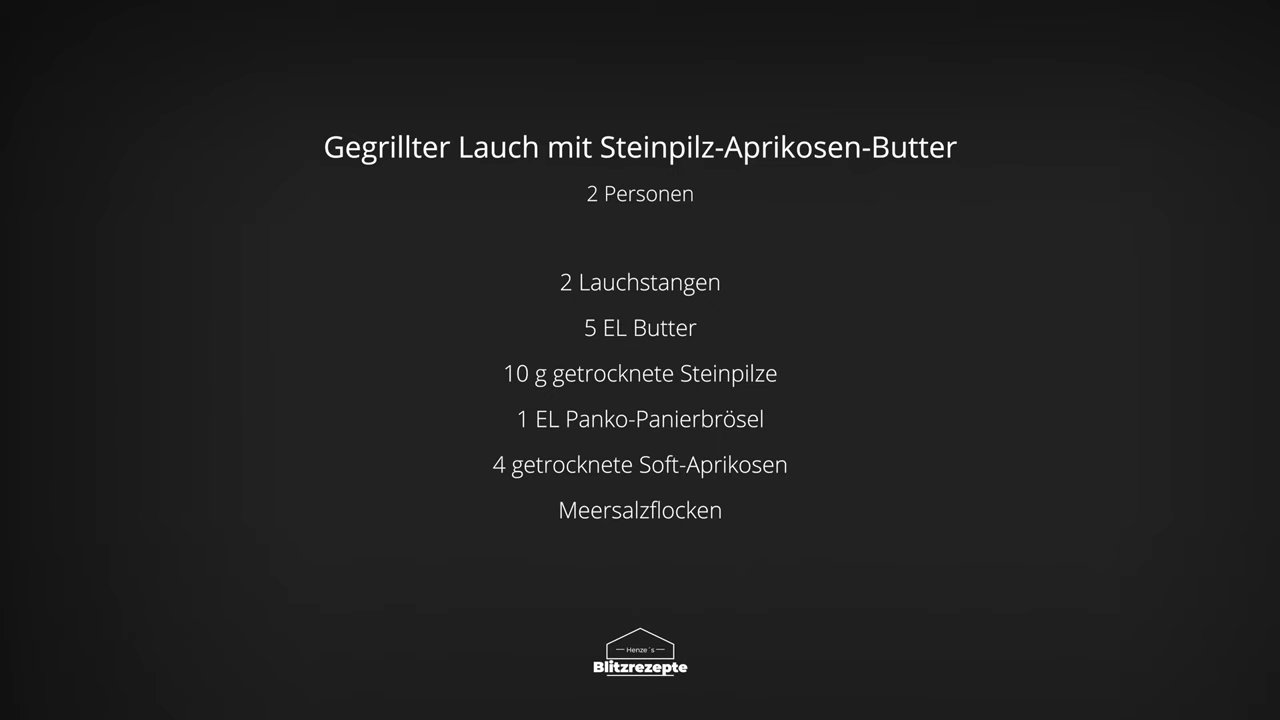 Gegrillter Lauch mit Steinpilz-Aprikosen-Butter
2 Personen
2 Lauchstangen
5 EL Butter
10 g getrocknete Steinpilze
1 EL Panko-Panierbrösel
4 getrocknete Soft-Aprikosen
Meersalzflocken
Henze´s
Blitzrezepte